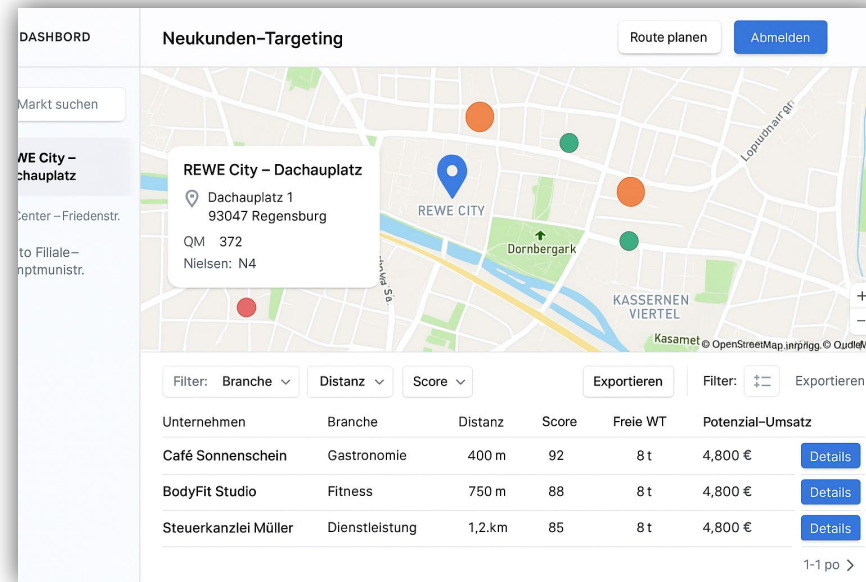 DASHBORD
Neukunden–Targeting
Route planen
Abmelden
Markt suchen
WE City –
chauplatz
Center – Friedenstr.
to Filiale –
nptmunistr.
REWE City – Dachauplatz
Dachauplatz 1
93047 Regensburg
QM 372
Nielsen: N4
REWE CITY
Dornbergark
KASSERNEN
VIERTEL
Kasamet
© OpenStreetMap
+
–
Filter: Branche
Distanz
Score
Exportieren
Filter:
Exportieren
Unternehmen Branche Distanz Score Freie WT Potenzial–Umsatz
Café Sonnenschein Gastronomie 400 m 92 8 t 4,800 € Details
BodyFit Studio Fitness 750 m 88 8 t 4,800 € Details
Steuerkanzlei Müller Dienstleistung 1,2.km 85 8 t 4,800 € Details
1-1 po >